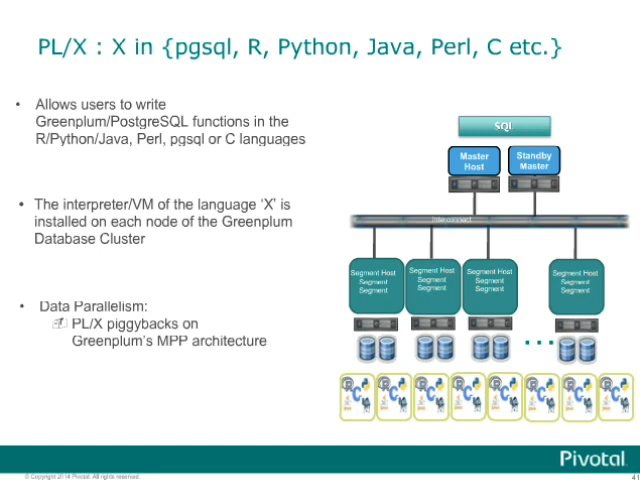 PL/X : X in {pgsql, R, Python, Java, Perl, C etc.}
• Allows users to write
Greenplum/PostgreSQL functions in the
R/Python/Java, Perl, pgsql or C languages
• The interpreter/VM of the language ‘X’ is
installed on each node of the Greenplum
Database Cluster
• Data Parallelism:
PL/X piggybacks on
Greenplum’s MPP architecture
SQL
Master
Host
Standby
Master
Interconnect
Segment Host
Segment
Segment
Segment Host
Segment
Segment
Segment Host
Segment
Segment
Segment Host
Segment
Segment
...
Pivotal
© Copyright 2014 Pivotal. All rights reserved.
41